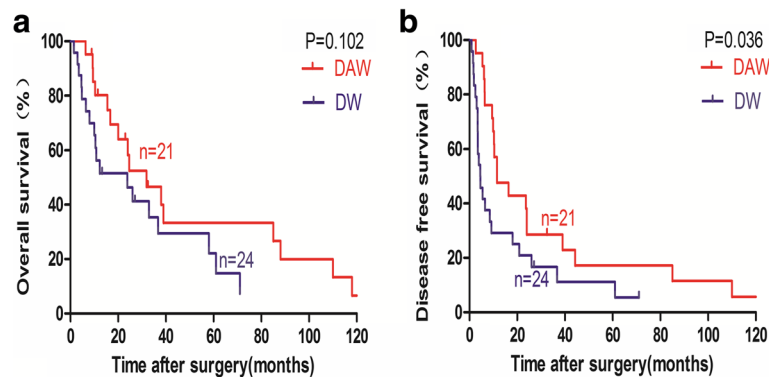 a
P=0.102
DAW
DW
n=21
n=24
Overall survival (%)
100
80
60
40
20
0
0 20 40 60 80 100 120
Time after surgery(months)
b
P=0.036
DAW
DW
n=21
n=24
Disease free survival (%)
100
80
60
40
20
0
0 20 40 60 80 100 120
Time after surgery(months)